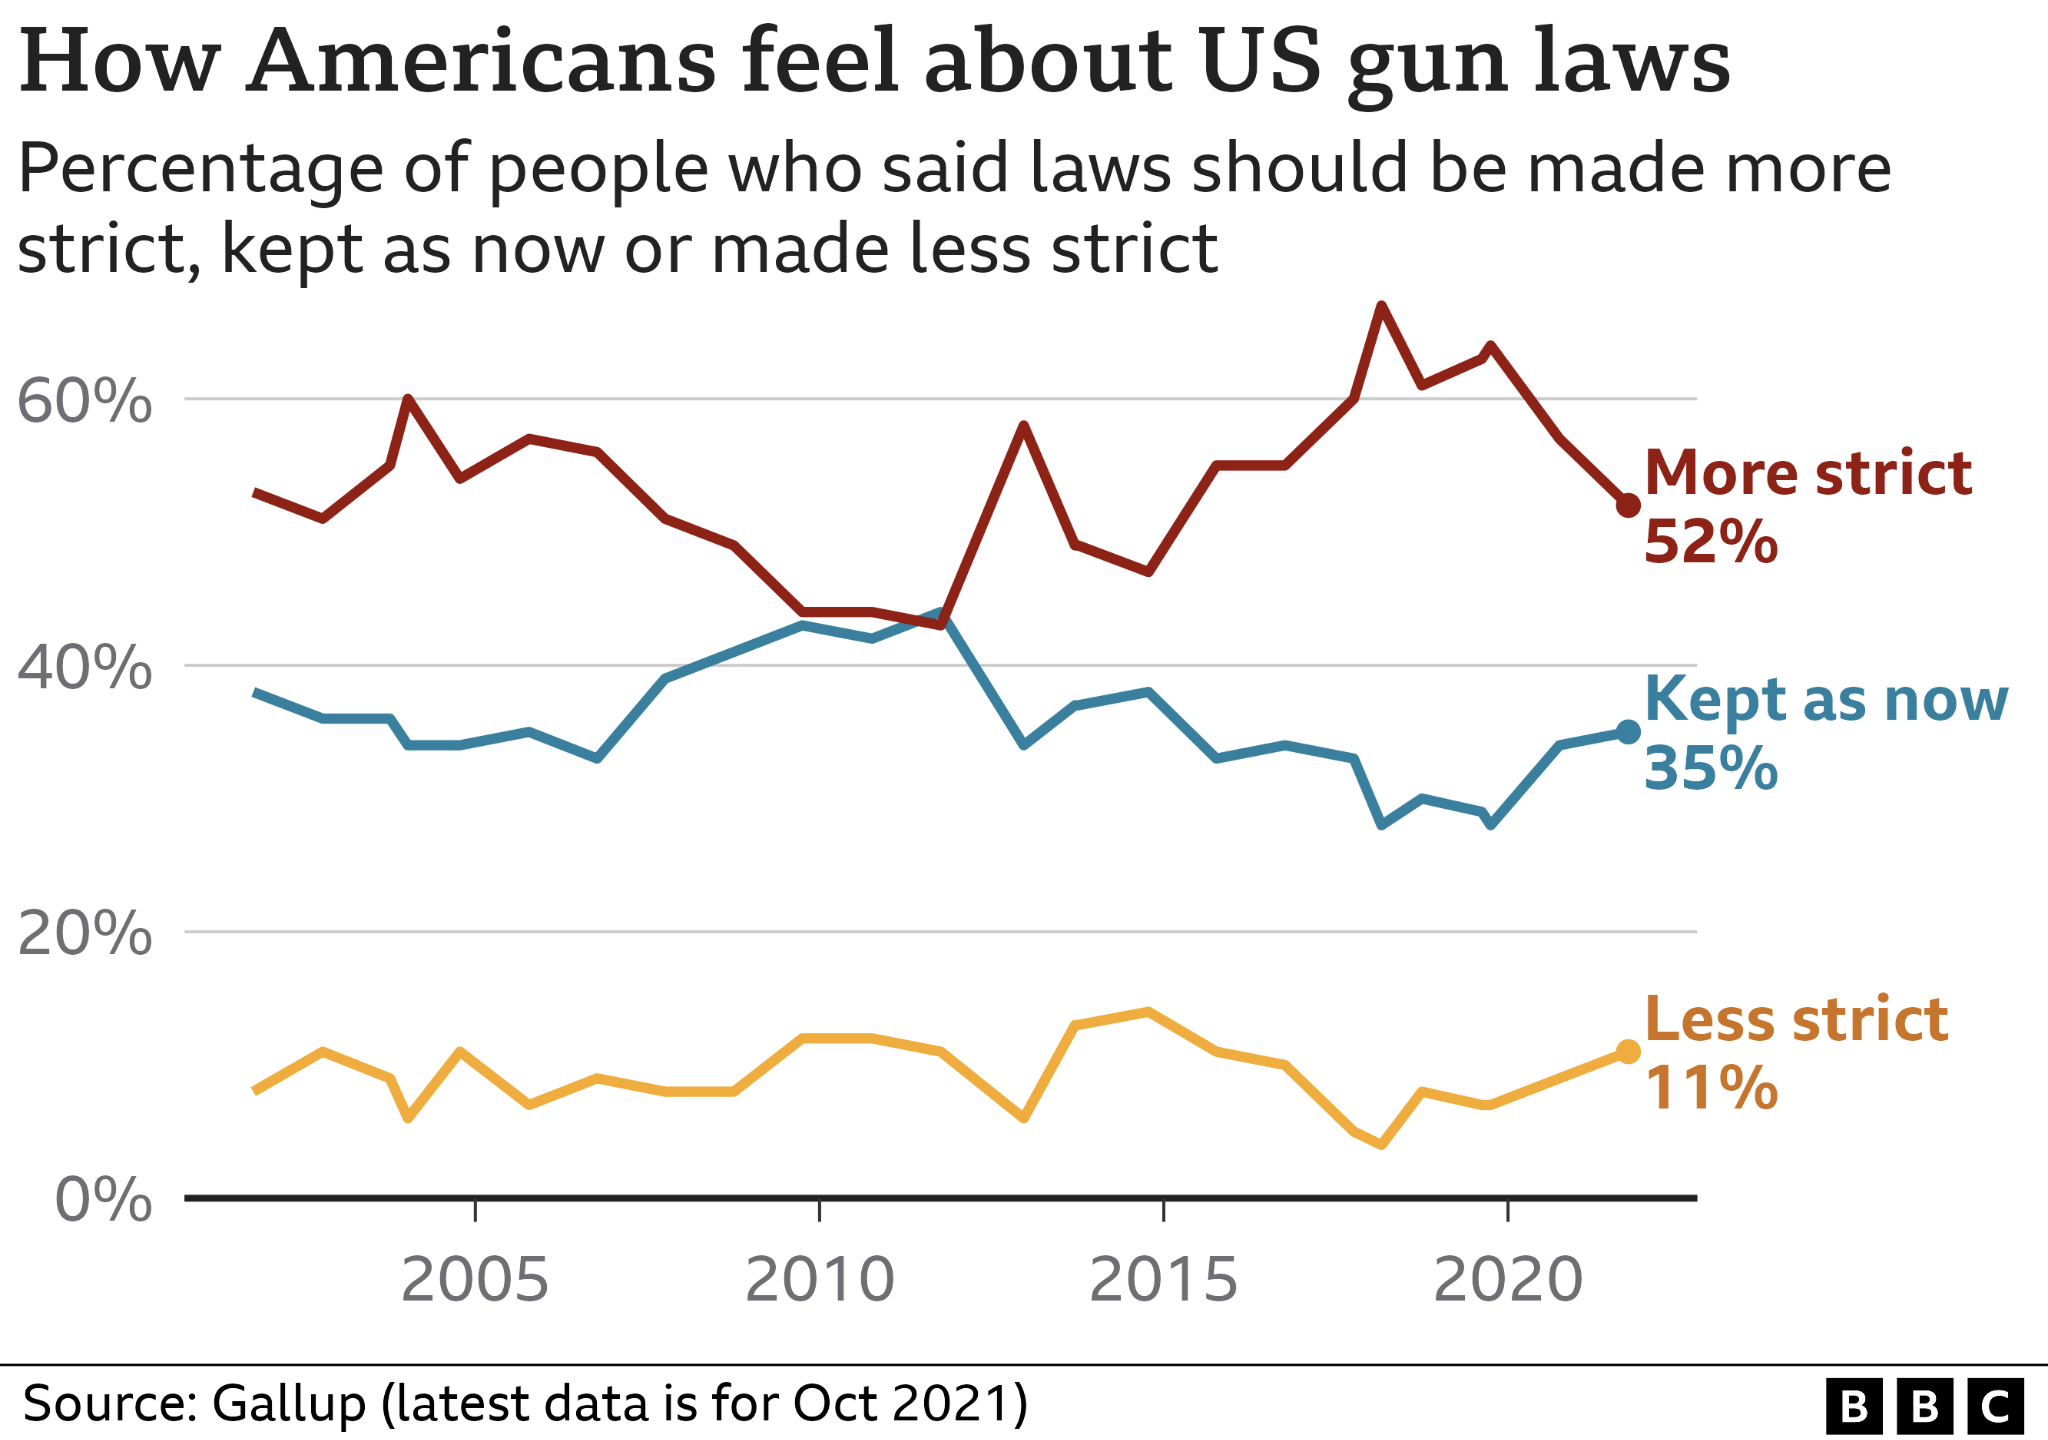 How Americans feel about US gun laws
Percentage of people who said laws should be made more
strict, kept as now or made less strict
60%
More strict
52%
40%
Kept as now
35%
20%
Less strict
11%
0%
2005 2010 2015 2020
Source: Gallup (latest data is for Oct 2021)
BBC